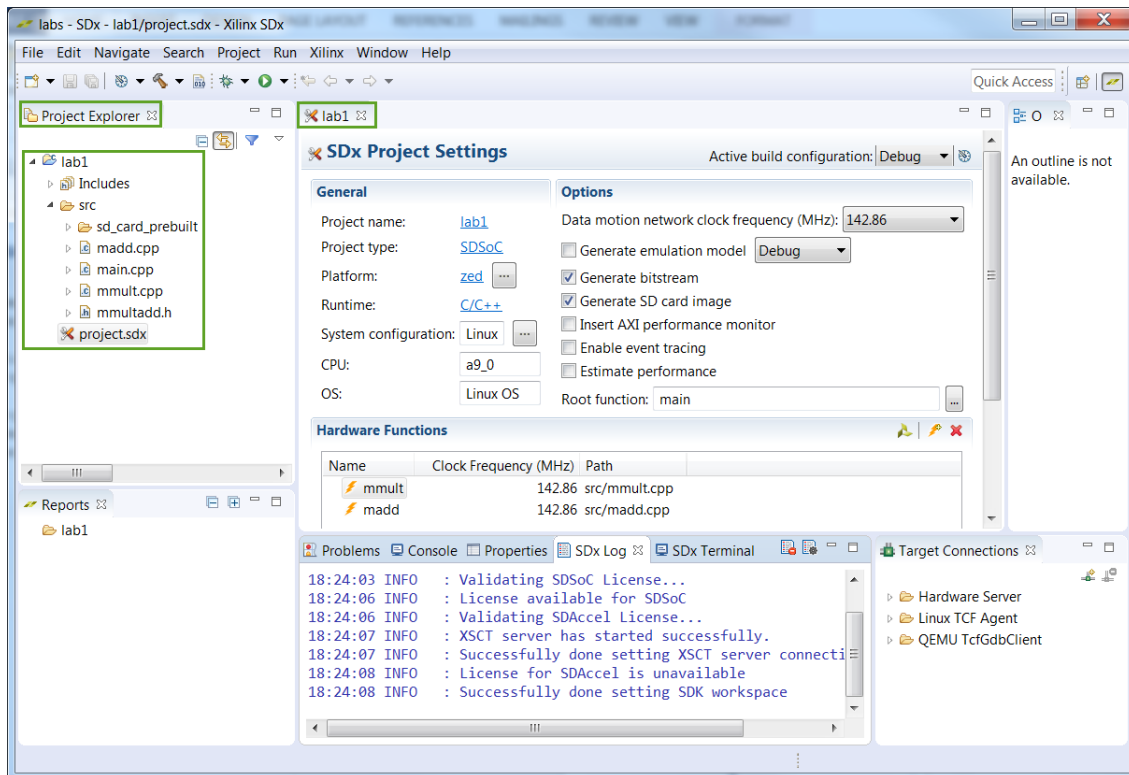 labs - SDx - lab1/project.sdx - Xilinx SDx
PAGE LAYOUT REFERENCES MAILINGS REVIEW VIEW FORMAT
File Edit Navigate Search Project Run Xilinx Window Help
Quick Access
Project Explorer
lab1
Includes
src
sd_card_prebuilt
madd.cpp
main.cpp
mmult.cpp
mmultadd.h
project.sdx
Reports
lab1
lab1
SDx Project Settings
Active build configuration: Debug
General
Project name: lab1
Project type: SDSoC
Platform: zed ...
Runtime: C/C++
System configuration: Linux ...
CPU: a9_0
OS: Linux OS
Options
Data motion network clock frequency (MHz): 142.86
Generate emulation model Debug
Generate bitstream
Generate SD card image
Insert AXI performance monitor
Enable event tracing
Estimate performance
Root function: main ...
Hardware Functions
Name Clock Frequency (MHz) Path
mmult 142.86 src/mmult.cpp
madd 142.86 src/madd.cpp
O
An outline is not
available.
Problems Console Properties SDx Log SDx Terminal
18:24:03 INFO : Validating SDSoC License...
18:24:06 INFO : License available for SDSoC
18:24:06 INFO : Validating SDAccel License...
18:24:07 INFO : XSCT server has started successfully.
18:24:07 INFO : Successfully done setting XSCT server connecti
18:24:08 INFO : License for SDAccel is unavailable
18:24:08 INFO : Successfully done setting SDK workspace
Target Connections
Hardware Server
Linux TCF Agent
QEMU TcfGdbClient